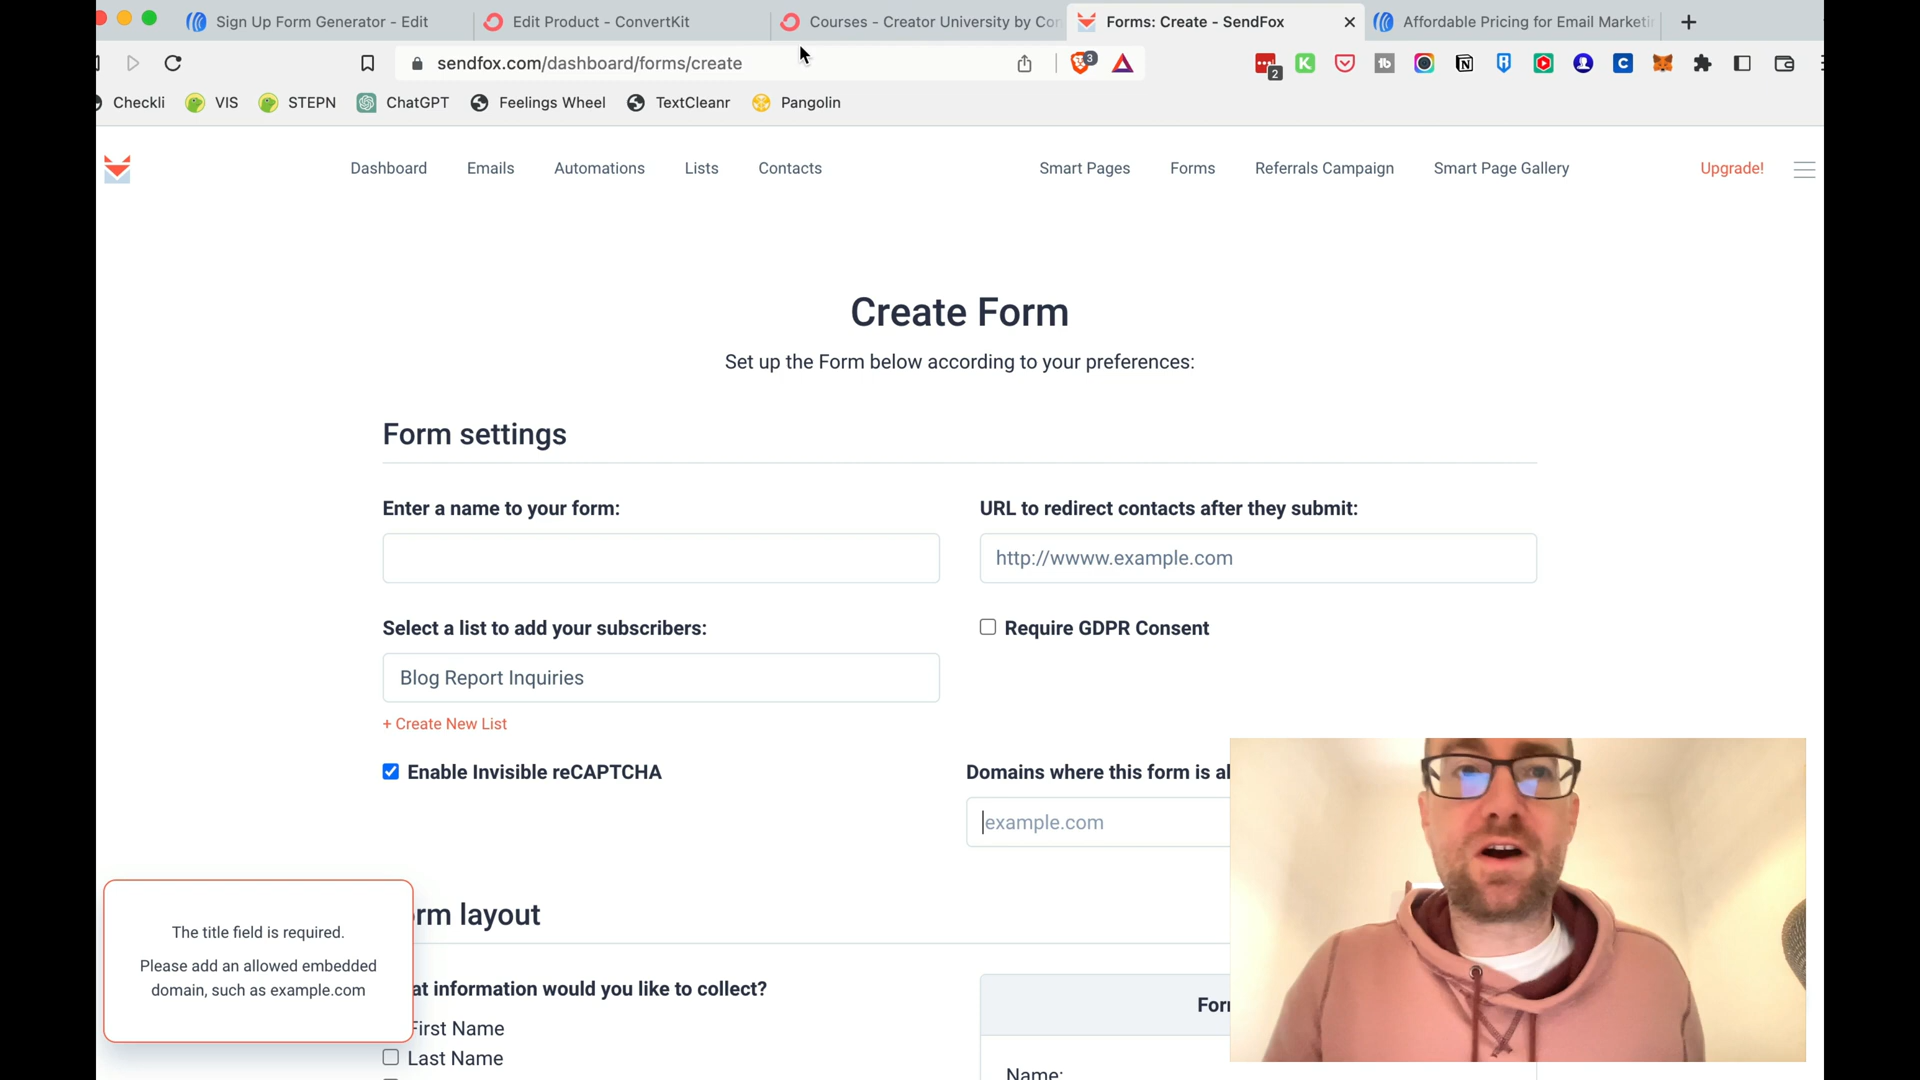 Sign Up Form Generator - Edit
Edit Product - ConvertKit
Courses - Creator University by Con
Forms: Create - SendFox
Affordable Pricing for Email Marketi
sendfox.com/dashboard/forms/create
3
2
Checkli
VIS
STEPN
ChatGPT
Feelings Wheel
TextCleanr
Pangolin
Dashboard
Emails
Automations
Lists
Contacts
Smart Pages
Forms
Referrals Campaign
Smart Page Gallery
Upgrade!
Create Form
Set up the Form below according to your preferences:
Form settings
Enter a name to your form:
URL to redirect contacts after they submit:
http://wwww.example.com
Select a list to add your subscribers:
Require GDPR Consent
Blog Report Inquiries
+ Create New List
Enable Invisible reCAPTCHA
Domains where this form is al
example.com
The title field is required.
Please add an allowed embedded
domain, such as example.com
rm layout
at information would you like to collect?
First Name
Last Name
For
Name: